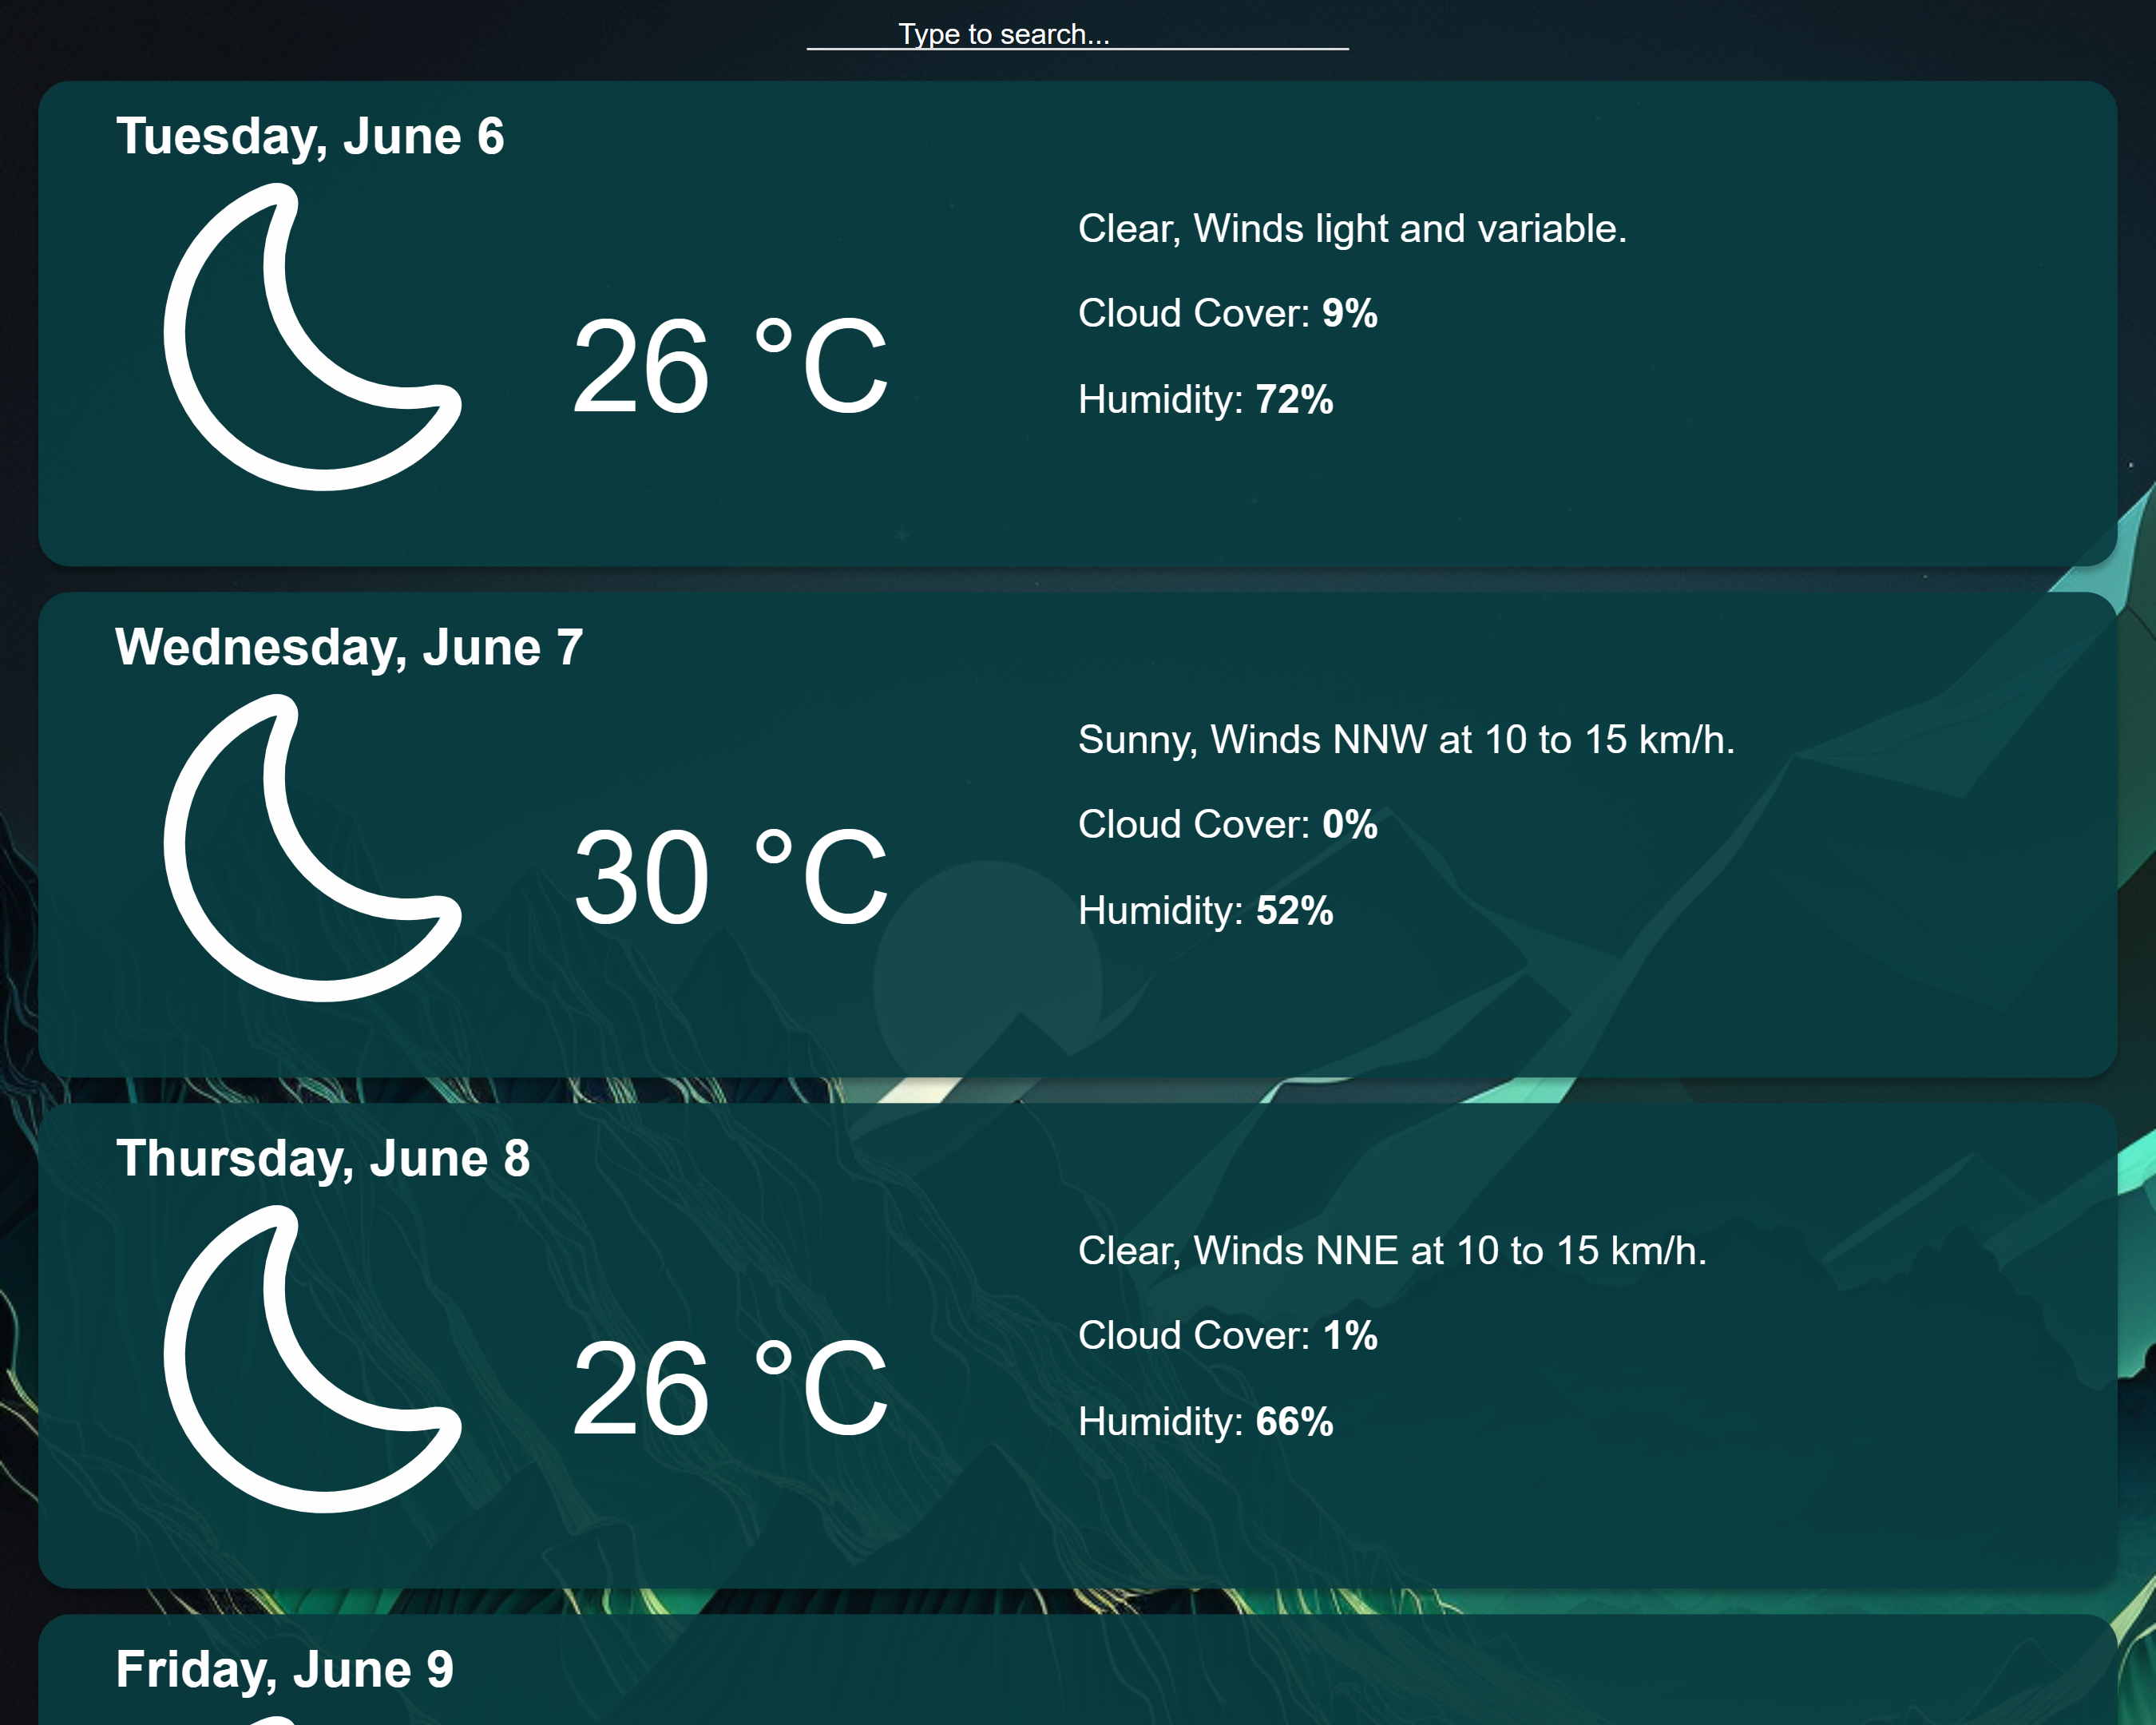 Type to search...
Tuesday, June 6
26 °C
Clear, Winds light and variable.
Cloud Cover: 9%
Humidity: 72%
Wednesday, June 7
30 °C
Sunny, Winds NNW at 10 to 15 km/h.
Cloud Cover: 0%
Humidity: 52%
Thursday, June 8
26 °C
Clear, Winds NNE at 10 to 15 km/h.
Cloud Cover: 1%
Humidity: 66%
Friday, June 9